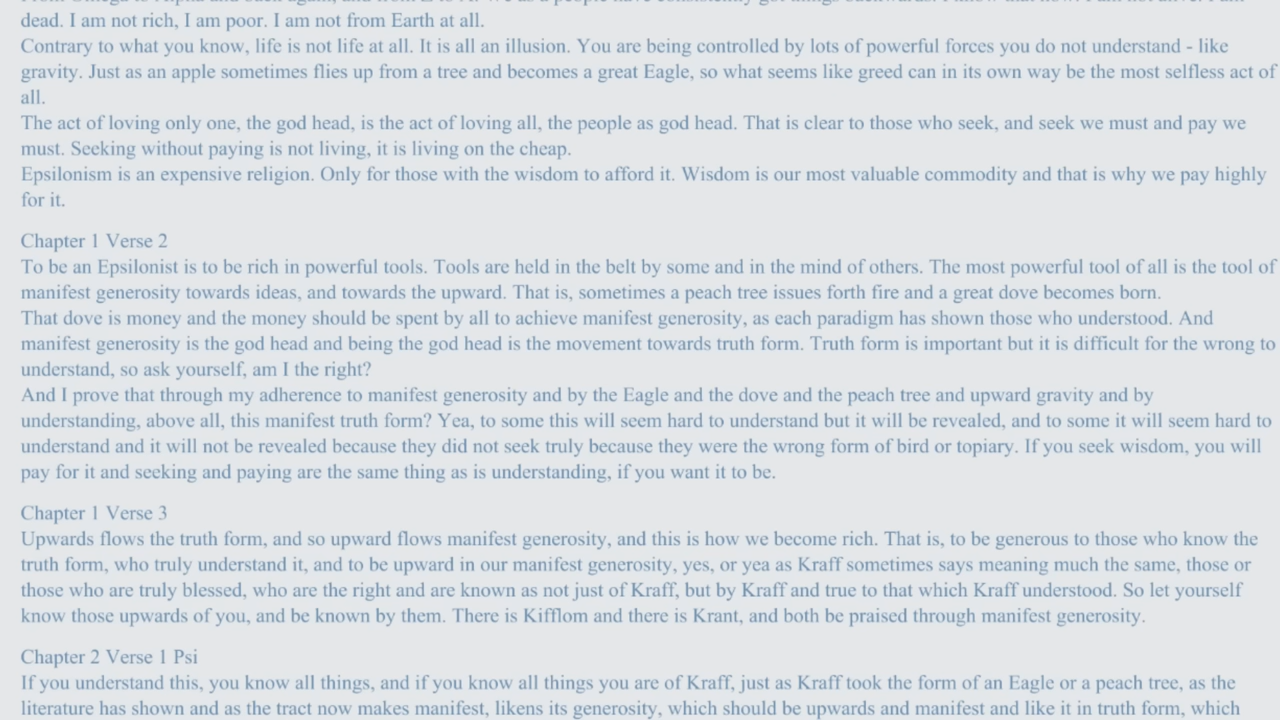 dead. I am not rich, I am poor. I am not from Earth at all.
Contrary to what you know, life is not life at all. It is all an illusion. You are being controlled by lots of powerful forces you do not understand - like
gravity. Just as an apple sometimes flies up from a tree and becomes a great Eagle, so what seems like greed can in its own way be the most selfless act of
all.
The act of loving only one, the god head, is the act of loving all, the people as god head. That is clear to those who seek, and seek we must and pay we
must. Seeking without paying is not living, it is living on the cheap.
Epsilonism is an expensive religion. Only for those with the wisdom to afford it. Wisdom is our most valuable commodity and that is why we pay highly
for it.
Chapter 1 Verse 2
To be an Epsilonist is to be rich in powerful tools. Tools are held in the belt by some and in the mind of others. The most powerful tool of all is the tool of
manifest generosity towards ideas, and towards the upward. That is, sometimes a peach tree issues forth fire and a great dove becomes born.
That dove is money and the money should be spent by all to achieve manifest generosity, as each paradigm has shown those who understood. And
manifest generosity is the god head and being the god head is the movement towards truth form. Truth form is important but it is difficult for the wrong to
understand, so ask yourself, am I the right?
And I prove that through my adherence to manifest generosity and by the Eagle and the dove and the peach tree and upward gravity and by
understanding, above all, this manifest truth form? Yea, to some this will seem hard to understand but it will be revealed, and to some it will seem hard to
understand and it will not be revealed because they did not seek truly because they were the wrong form of bird or topiary. If you seek wisdom, you will
pay for it and seeking and paying are the same thing as is understanding, if you want it to be.
Chapter 1 Verse 3
Upwards flows the truth form, and so upward flows manifest generosity, and this is how we become rich. That is, to be generous to those who know the
truth form, who truly understand it, and to be upward in our manifest generosity, yes, or yea as Kraff sometimes says meaning much the same, those or
those who are truly blessed, who are the right and are known as not just of Kraff, but by Kraff and true to that which Kraff understood. So let yourself
know those upwards of you, and be known by them. There is Kifflom and there is Krant, and both be praised through manifest generosity.
Chapter 2 Verse 1 Psi
If you understand this, you know all things, and if you know all things you are of Kraff, just as Kraff took the form of an Eagle or a peach tree, as the
literature has shown and as the tract now makes manifest, likens its generosity, which should be upwards and manifest and like it in truth form, which